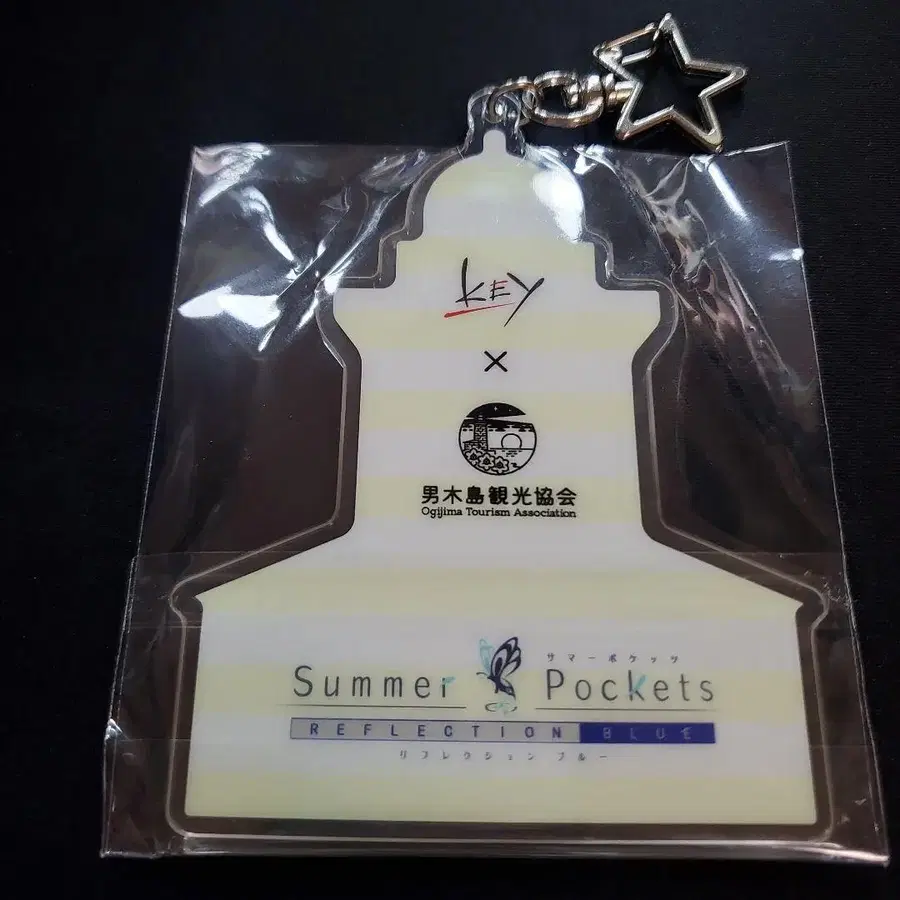 Key
×
男木島観光協会
Ogijima Tourism Association
サマーポケッツ
Summer Pockets
REFLECTION BLUE
リフレクション ブルー